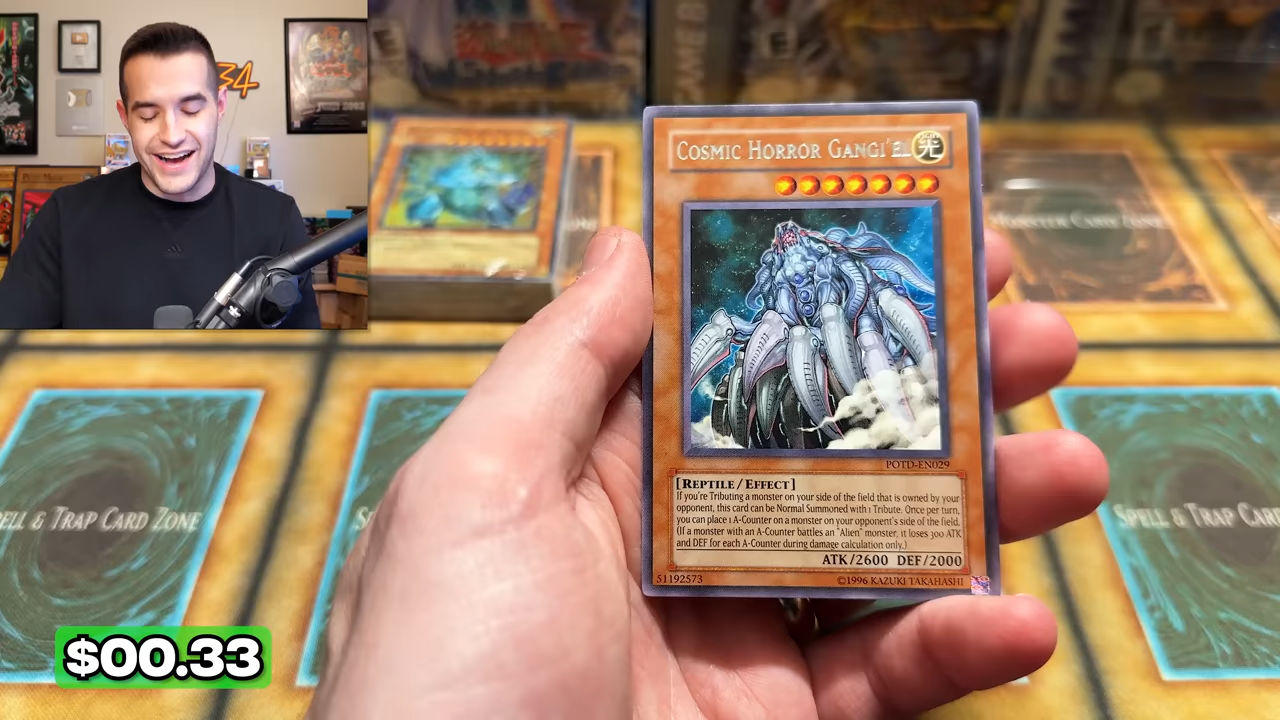 34
COSMIC HORROR GANGI'EL
光
POTD-EN029
[REPTILE / EFFECT]
If you're Tributing a monster on your side of the field that is owned by your
opponent, this card can be Normal Summoned with 1 Tribute. Once per turn,
you can place 1 A-Counter on a monster on your opponent's side of the field.
(If a monster with an A-Counter battles an "Alien" monster, it loses 300 ATK
and DEF for each A-Counter during damage calculation only.)
ATK/2600 DEF/2000
51192573
©1996 KAZUKI TAKAHASHI
MONSTER CARD ZONE
SPELL & TRAP CARD ZONE
SPELL & TRAP CARD
$00.33